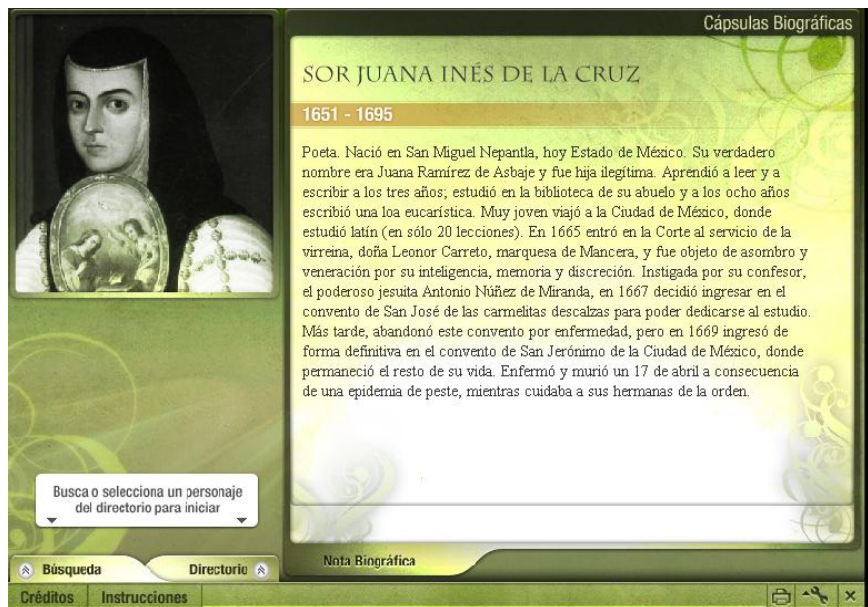 Cápsulas Biográficas
SOR JUANA INÉS DE LA CRUZ
1651 - 1695
Poeta. Nació en San Miguel Nepantla, hoy Estado de México. Su verdadero
nombre era Juana Ramírez de Asbaje y fue hija ilegítima. Aprendió a leer y a
escribir a los tres años; estudió en la biblioteca de su abuelo y a los ocho años
escribió una loa eucarística. Muy joven viajó a la Ciudad de México, donde
estudió latín (en sólo 20 lecciones). En 1665 entró en la Corte al servicio de la
virreina, doña Leonor Carreto, marquesa de Mancera, y fue objeto de asombro y
veneración por su inteligencia, memoria y discreción. Instigada por su confesor,
el poderoso jesuita Antonio Núñez de Miranda, en 1667 decidió ingresar en el
convento de San José de las carmelitas descalzas para poder dedicarse al estudio.
Más tarde, abandonó este convento por enfermedad, pero en 1669 ingresó de
forma definitiva en el convento de San Jerónimo de la Ciudad de México, donde
permaneció el resto de su vida. Enfermó y murió un 17 de abril a consecuencia
de una epidemia de peste, mientras cuidaba a sus hermanas de la orden.
Busca o selecciona un personaje
del directorio para iniciar
Búsqueda
Directorio
Nota Biográfica
Créditos
Instrucciones